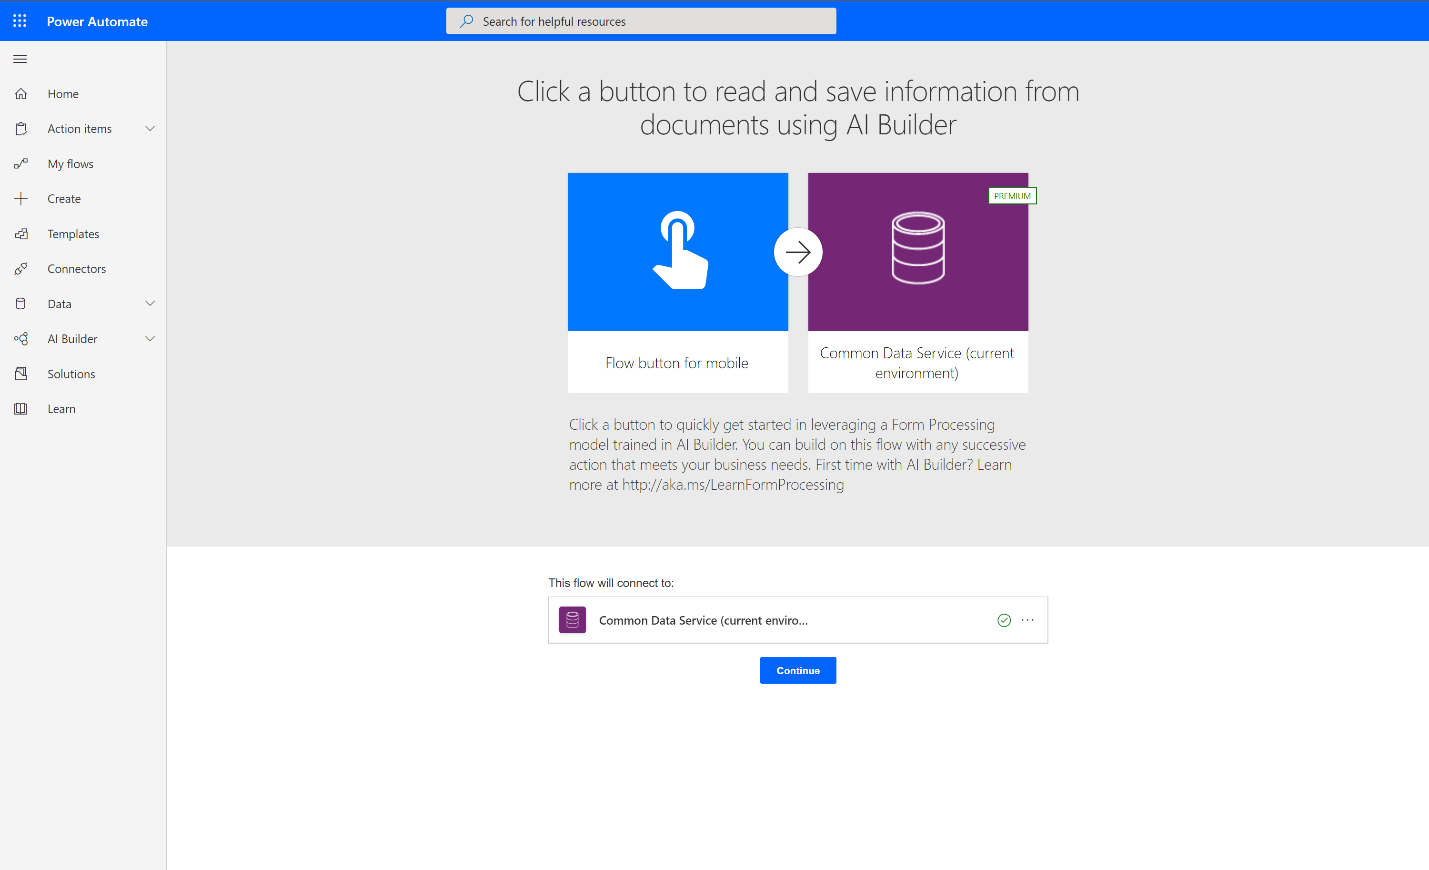 Power Automate
Search for helpful resources
Home
Action items
My flows
Create
Templates
Connectors
Data
AI Builder
Solutions
Learn
Click a button to read and save information from
documents using AI Builder
PREMIUM
Flow button for mobile
Common Data Service (current
environment)
Click a button to quickly get started in leveraging a Form Processing
model trained in AI Builder. You can build on this flow with any successive
action that meets your business needs. First time with AI Builder? Learn
more at http://aka.ms/LearnFormProcessing
This flow will connect to:
Common Data Service (current enviro...
Continue